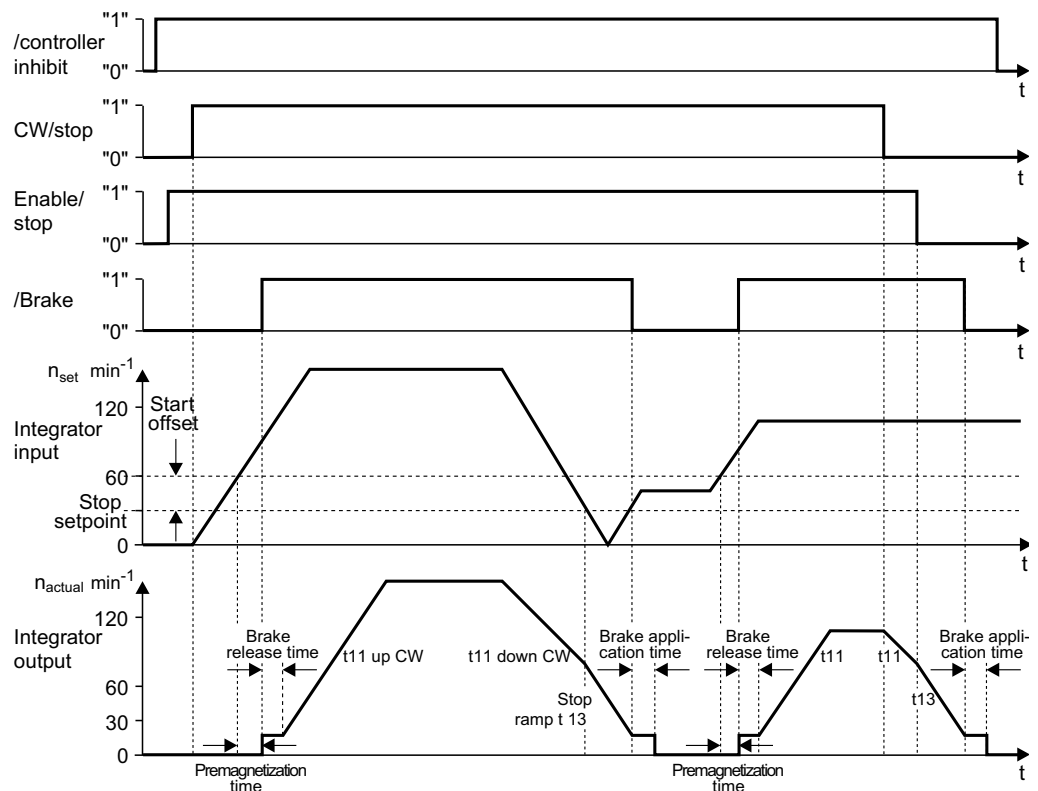 "1"
/controller
inhibit
"0"
t
"1"
CW/stop
"0"
t
"1"
Enable/
stop
"0"
t
"1"
/Brake
"0"
t
nset min-1
120
Start
offset
Integrator
input
60
Stop
setpoint
0
t
nactual min-1
120
Integrator
output
Brake
release time
t11 up CW
t11 down CW
Brake appli-
cation time
Brake
release time
t11
t11
Brake appli-
cation time
60
Stop
ramp t 13
t13
30
0
t
Premagnetization
time
Premagnetization
time